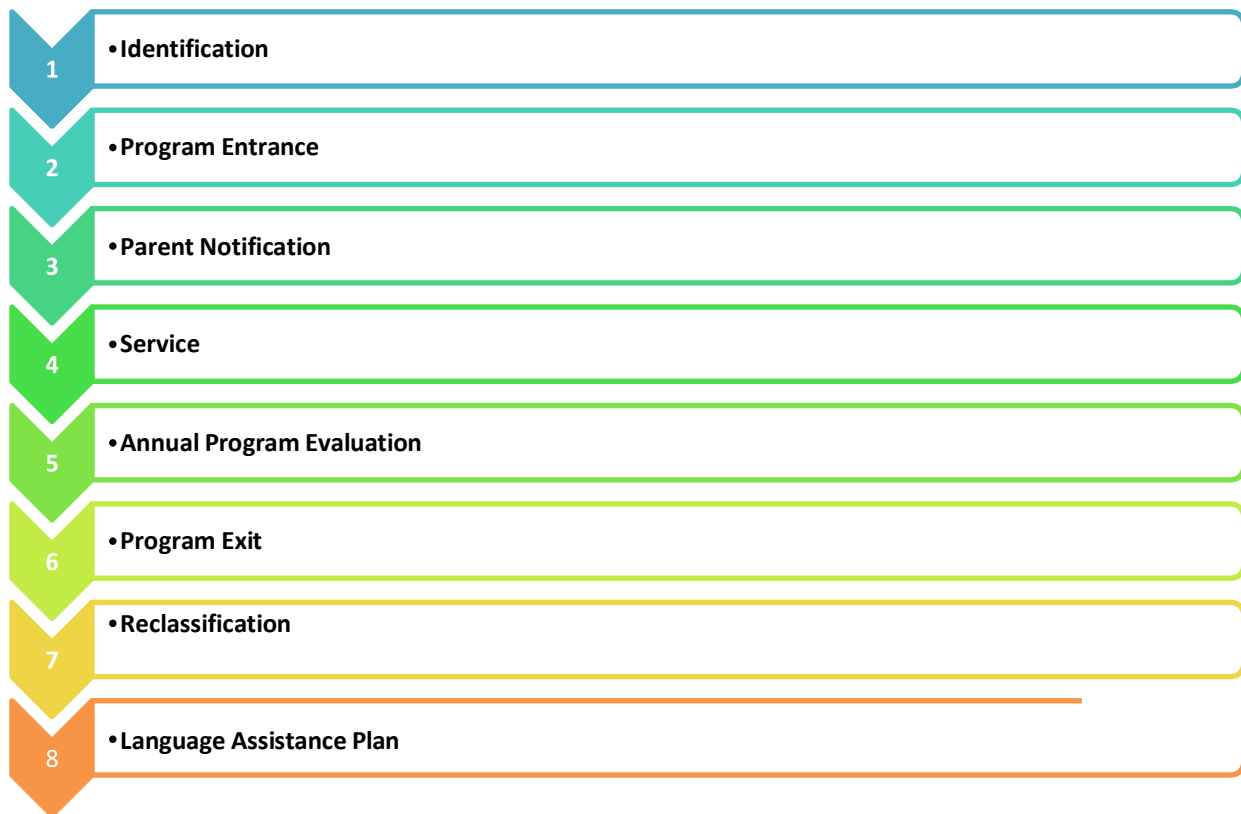 1
• Identification
2
• Program Entrance
3
• Parent Notification
4
• Service
5
• Annual Program Evaluation
6
• Program Exit
7
• Reclassification
8
• Language Assistance Plan